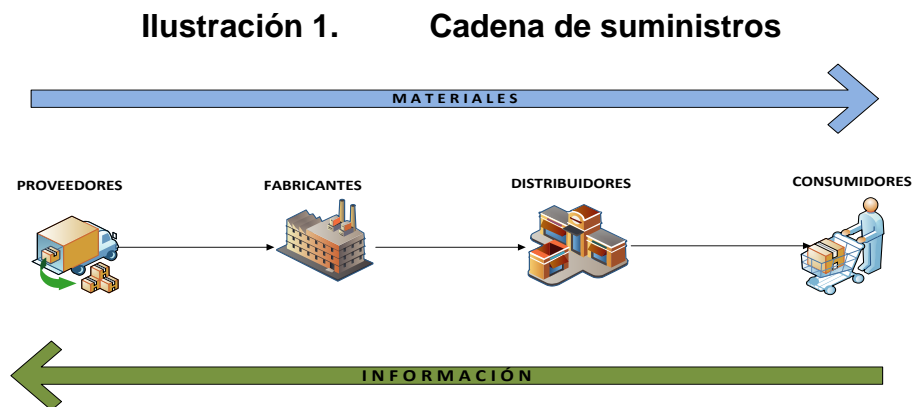 Ilustración 1. Cadena de suministros
MATERIALES
PROVEEDORES
FABRICANTES
DISTRIBUIDORES
CONSUMIDORES
INFORMACIÓN